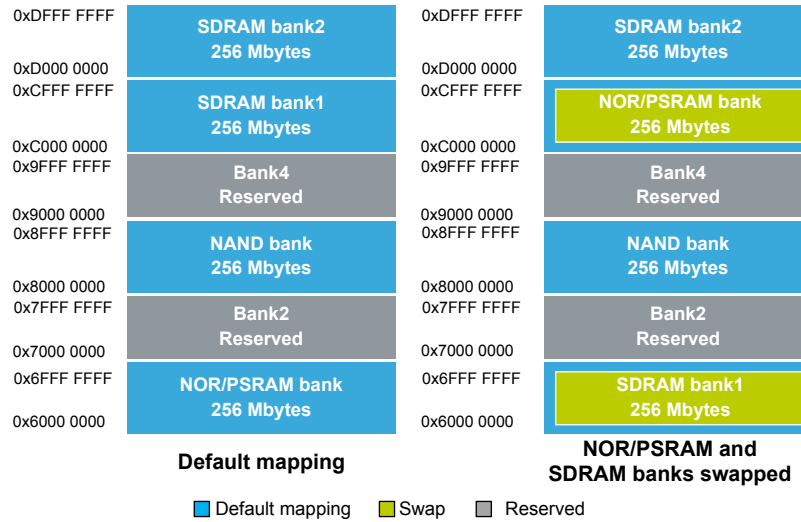 0xDFFF FFFF
SDRAM bank2
256 Mbytes
0xD000 0000
0xCFFF FFFF
SDRAM bank1
256 Mbytes
0xC000 0000
0x9FFF FFFF
Bank4
Reserved
0x9000 0000
0x8FFF FFFF
NAND bank
256 Mbytes
0x8000 0000
0x7FFF FFFF
Bank2
Reserved
0x7000 0000
0x6FFF FFFF
NOR/PSRAM bank
256 Mbytes
0x6000 0000
Default mapping
0xDFFF FFFF
SDRAM bank2
256 Mbytes
0xD000 0000
0xCFFF FFFF
NOR/PSRAM bank
256 Mbytes
0xC000 0000
0x9FFF FFFF
Bank4
Reserved
0x9000 0000
0x8FFF FFFF
NAND bank
256 Mbytes
0x8000 0000
0x7FFF FFFF
Bank2
Reserved
0x7000 0000
0x6FFF FFFF
SDRAM bank1
256 Mbytes
0x6000 0000
NOR/PSRAM and
SDRAM banks swapped
Default mapping
Swap
Reserved